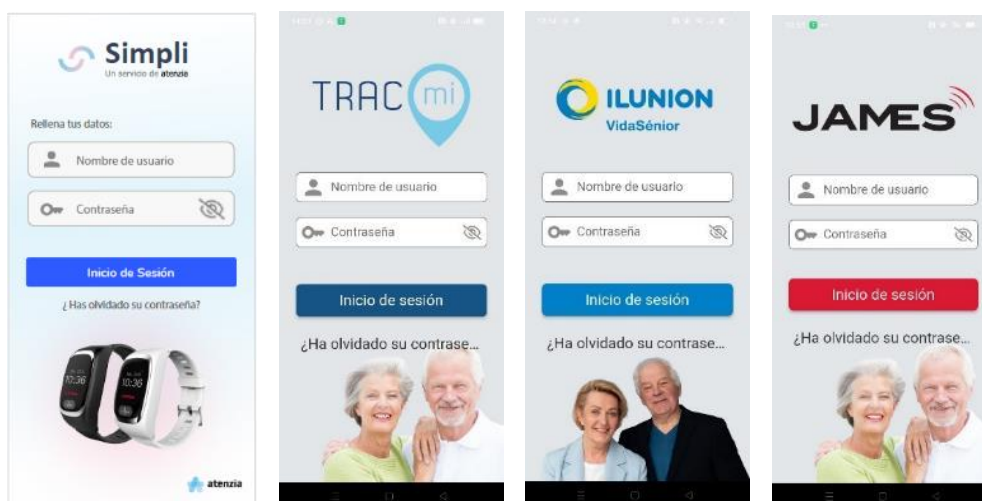 Simpli
Un servicio de atenzia
Rellena tus datos:
Nombre de usuario
Contraseña
Inicio de Sesión
¿Has olvidado su contraseña?
10:36
10:36
atenzia
TRAC mi
Nombre de usuario
Contraseña
Inicio de sesión
¿Ha olvidado su contrase...
ILUNION
VidaSénior
Nombre de usuario
Contraseña
Inicio de sesión
¿Ha olvidado su contrase...
JAMES
Nombre de usuario
Contraseña
Inicio de sesión
¿Ha olvidado su contrase...